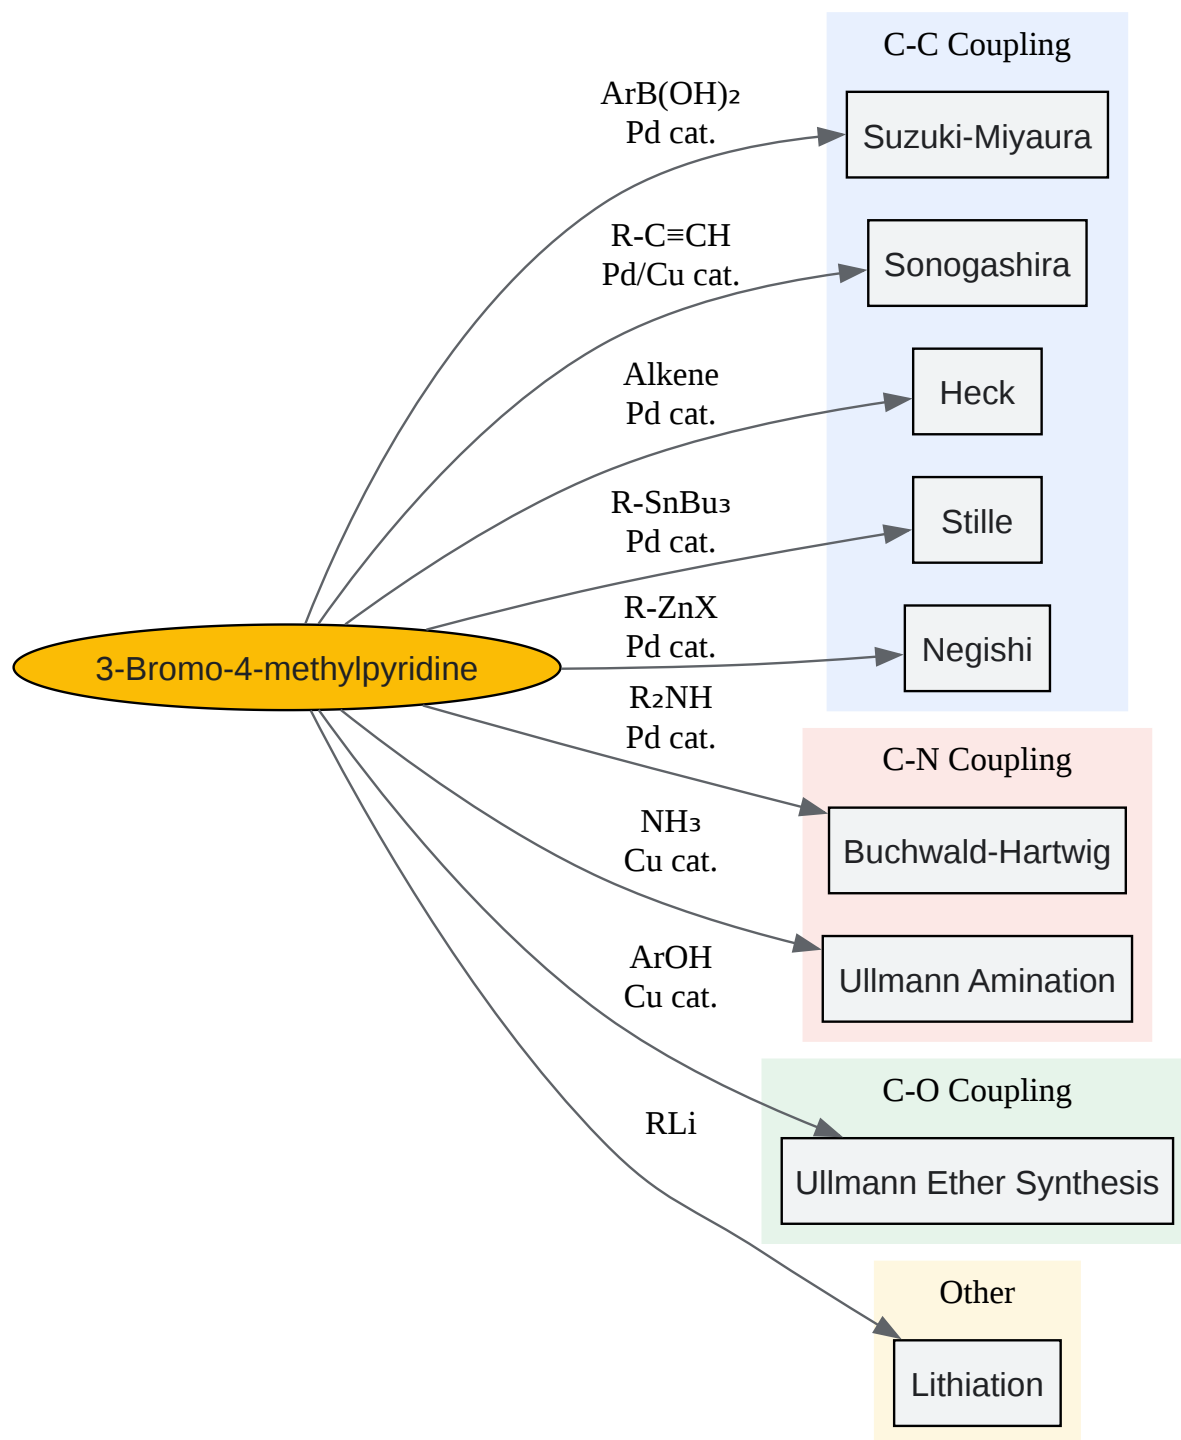 C-C Coupling
ArB(OH)₂
Pd cat.
Suzuki-Miyaura
R-C≡CH
Pd/Cu cat.
Sonogashira
Alkene
Pd cat.
Heck
R-SnBu₃
Pd cat.
Stille
R-ZnX
Pd cat.
Negishi
3-Bromo-4-methylpyridine
R₂NH
Pd cat.
C-N Coupling
Buchwald-Hartwig
NH₃
Cu cat.
Ullmann Amination
ArOH
Cu cat.
C-O Coupling
Ullmann Ether Synthesis
RLi
Other
Lithiation